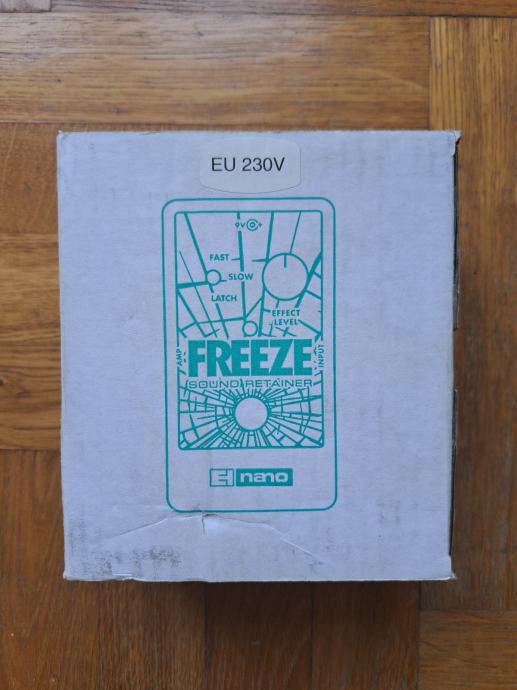 EU 230V
9V +
FAST
SLOW
LATCH
EFFECT
LEVEL
AMP
FREEZE
INPUT
SOUND RETAINER
EH nano